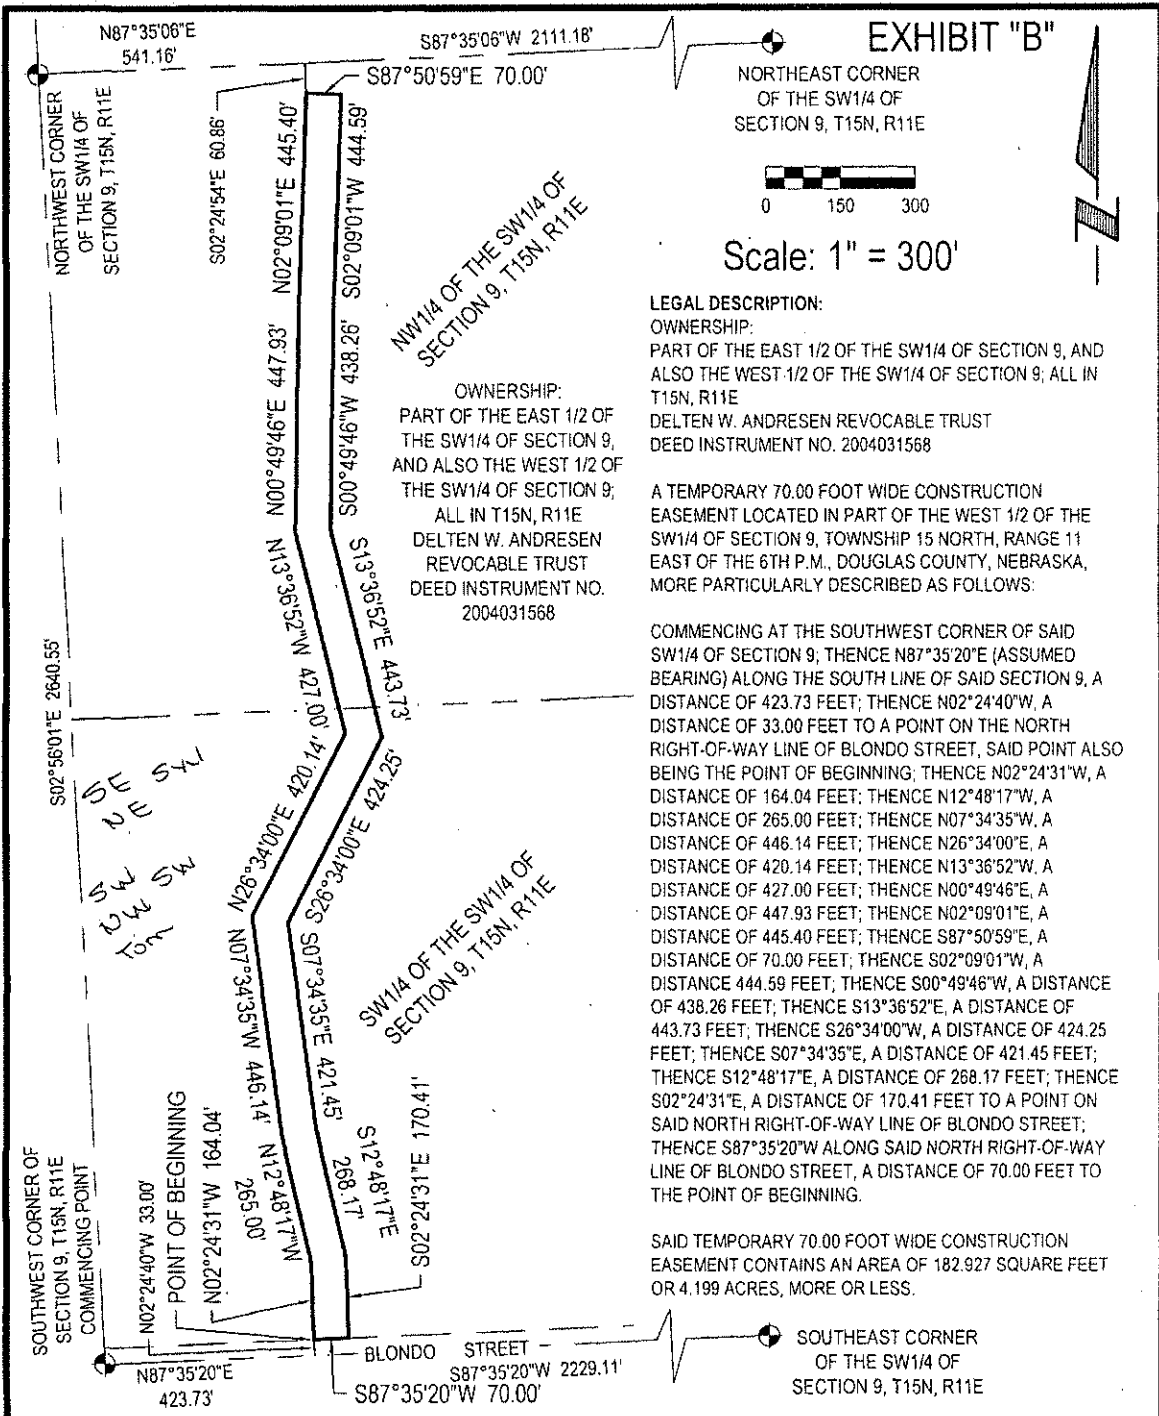 EXHIBIT "B"
N87°35'06"E
541.16'
S87°35'06"W 2111.18'
S87°50'59"E 70.00'
NORTHEAST CORNER
OF THE SW1/4 OF
SECTION 9, T15N, R11E
NORTHWEST CORNER
OF THE SW1/4 OF
SECTION 9, T15N, R11E
S02°24'54"E 60.86'
N02°09'01"E 445.40'
S02°09'01"W 444.59'
0 150 300
Scale: 1" = 300'
NW1/4 OF THE SW1/4 OF
SECTION 9, T15N, R11E
N00°49'46"E 447.93'
S00°49'46"W 438.26'
OWNERSHIP:
PART OF THE EAST 1/2 OF
THE SW1/4 OF SECTION 9,
AND ALSO THE WEST 1/2 OF
THE SW1/4 OF SECTION 9;
ALL IN T15N, R11E
DELTEN W. ANDRESEN
REVOCABLE TRUST
DEED INSTRUMENT NO.
2004031568
N13°36'52"W 427.00'
S13°36'52"E 443.73'
S02°56'01"E 2640.55'
SE SW
NE
SW SW
NW
Tom
N26°34'00"E 420.14'
S26°34'00"E 424.25'
SW1/4 OF THE SW1/4 OF
SECTION 9, T15N, R11E
N07°34'35"W 446.14'
S07°34'35"E 421.45'
N12°48'17"W
265.00'
S12°48'17"E
268.17'
S02°24'31"E 170.41'
SOUTHWEST CORNER OF
SECTION 9, T15N, R11E
COMMENCING POINT
N02°24'40"W 33.00'
POINT OF BEGINNING
N02°24'31"W 164.04'
N87°35'20"E
423.73'
BLONDO STREET
S87°35'20"W 2229.11'
S87°35'20"W 70.00'
SOUTHEAST CORNER
OF THE SW1/4 OF
SECTION 9, T15N, R11E
LEGAL DESCRIPTION:
OWNERSHIP:
PART OF THE EAST 1/2 OF THE SW1/4 OF SECTION 9, AND
ALSO THE WEST 1/2 OF THE SW1/4 OF SECTION 9; ALL IN
T15N, R11E
DELTEN W. ANDRESEN REVOCABLE TRUST
DEED INSTRUMENT NO. 2004031568
A TEMPORARY 70.00 FOOT WIDE CONSTRUCTION
EASEMENT LOCATED IN PART OF THE WEST 1/2 OF THE
SW1/4 OF SECTION 9, TOWNSHIP 15 NORTH, RANGE 11
EAST OF THE 6TH P.M., DOUGLAS COUNTY, NEBRASKA,
MORE PARTICULARLY DESCRIBED AS FOLLOWS:
COMMENCING AT THE SOUTHWEST CORNER OF SAID
SW1/4 OF SECTION 9; THENCE N87°35'20"E (ASSUMED
BEARING) ALONG THE SOUTH LINE OF SAID SECTION 9, A
DISTANCE OF 423.73 FEET; THENCE N02°24'40"W, A
DISTANCE OF 33.00 FEET TO A POINT ON THE NORTH
RIGHT-OF-WAY LINE OF BLONDO STREET, SAID POINT ALSO
BEING THE POINT OF BEGINNING; THENCE N02°24'31"W, A
DISTANCE OF 164.04 FEET; THENCE N12°48'17"W, A
DISTANCE OF 265.00 FEET; THENCE N07°34'35"W, A
DISTANCE OF 446.14 FEET; THENCE N26°34'00"E, A
DISTANCE OF 420.14 FEET; THENCE N13°36'52"W, A
DISTANCE OF 427.00 FEET; THENCE N00°49'46"E, A
DISTANCE OF 447.93 FEET; THENCE N02°09'01"E, A
DISTANCE OF 445.40 FEET; THENCE S87°50'59"E, A
DISTANCE OF 70.00 FEET; THENCE S02°09'01"W, A
DISTANCE 444.59 FEET; THENCE S00°49'46"W, A DISTANCE
OF 438.26 FEET; THENCE S13°36'52"E, A DISTANCE OF
443.73 FEET; THENCE S26°34'00"W, A DISTANCE OF 424.25
FEET; THENCE S07°34'35"E, A DISTANCE OF 421.45 FEET;
THENCE S12°48'17"E, A DISTANCE OF 268.17 FEET; THENCE
S02°24'31"E, A DISTANCE OF 170.41 FEET TO A POINT ON
SAID NORTH RIGHT-OF-WAY LINE OF BLONDO STREET;
THENCE S87°35'20"W ALONG SAID NORTH RIGHT-OF-WAY
LINE OF BLONDO STREET, A DISTANCE OF 70.00 FEET TO
THE POINT OF BEGINNING.
SAID TEMPORARY 70.00 FOOT WIDE CONSTRUCTION
EASEMENT CONTAINS AN AREA OF 182.927 SQUARE FEET
OR 4.199 ACRES, MORE OR LESS.